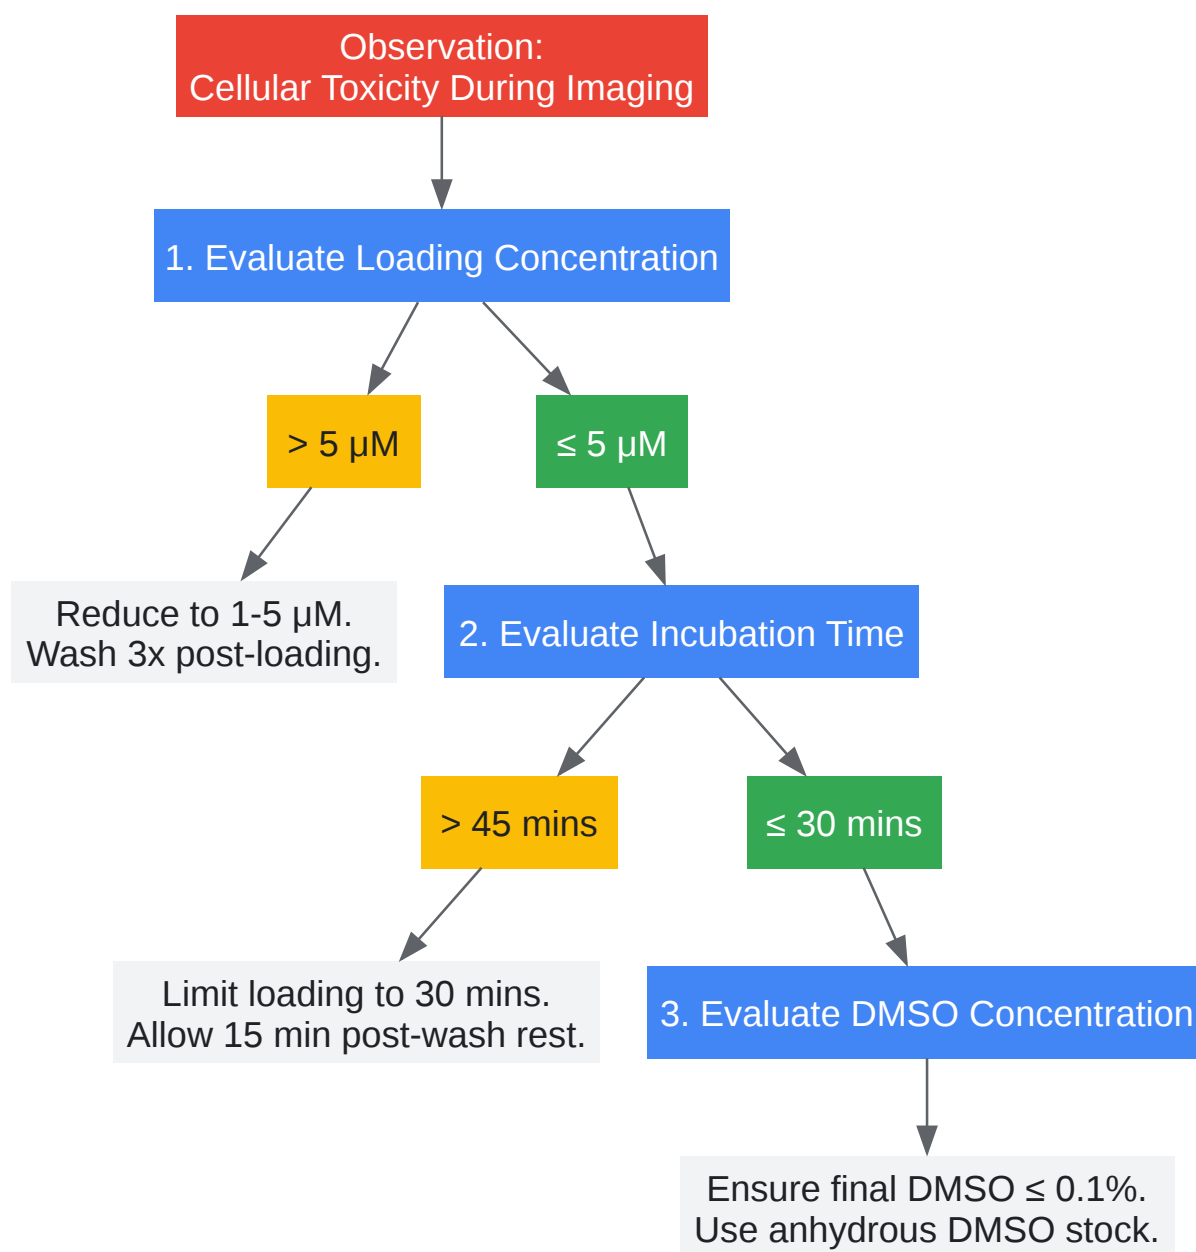 Observation:
Cellular Toxicity During Imaging
1. Evaluate Loading Concentration
> 5 μM
≤ 5 μM
Reduce to 1-5 μM.
Wash 3x post-loading.
2. Evaluate Incubation Time
> 45 mins
≤ 30 mins
Limit loading to 30 mins.
Allow 15 min post-wash rest.
3. Evaluate DMSO Concentration
Ensure final DMSO ≤ 0.1%.
Use anhydrous DMSO stock.